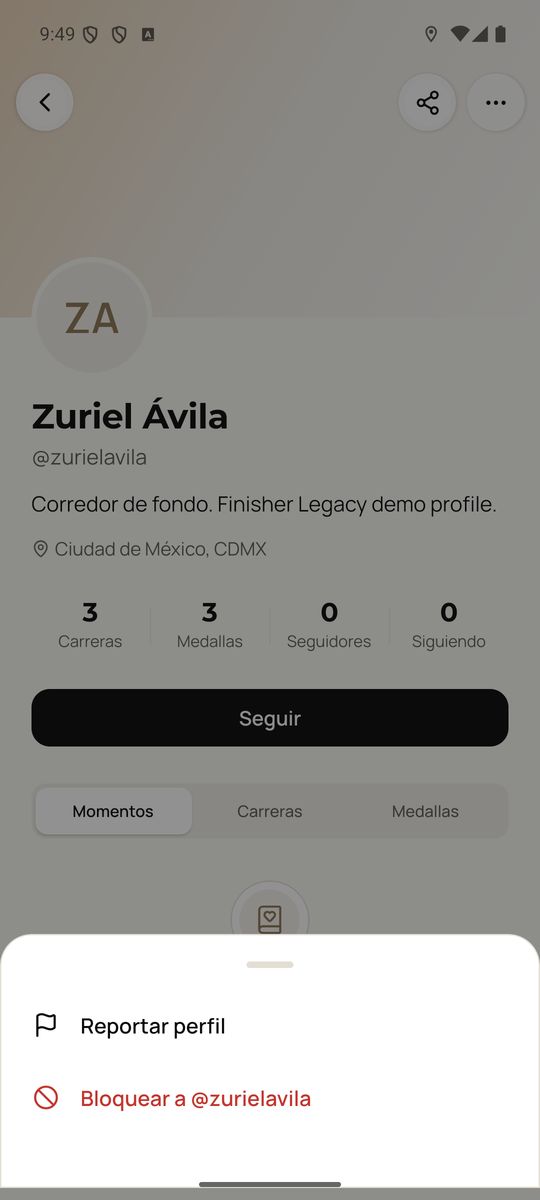 9:49
A
ZA
Zuriel Ávila
@zurielavila
Corredor de fondo. Finisher Legacy demo profile.
Ciudad de México, CDMX
3 3 0 0
Carreras Medallas Seguidores Siguiendo
Seguir
Momentos Carreras Medallas
Reportar perfil
Bloquear a @zurielavila